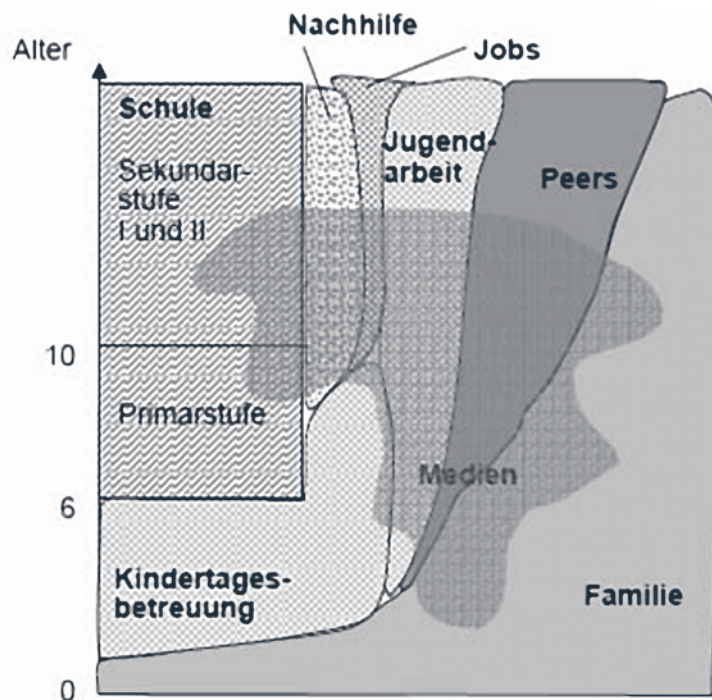 Nachhilfe
Jobs
Alter
Schule
Sekundar-
stufe
I und II
Jugend-
arbeit
Peers
10
Primarstufe
Medien
6
Kindertages-
betreuung
Familie
0